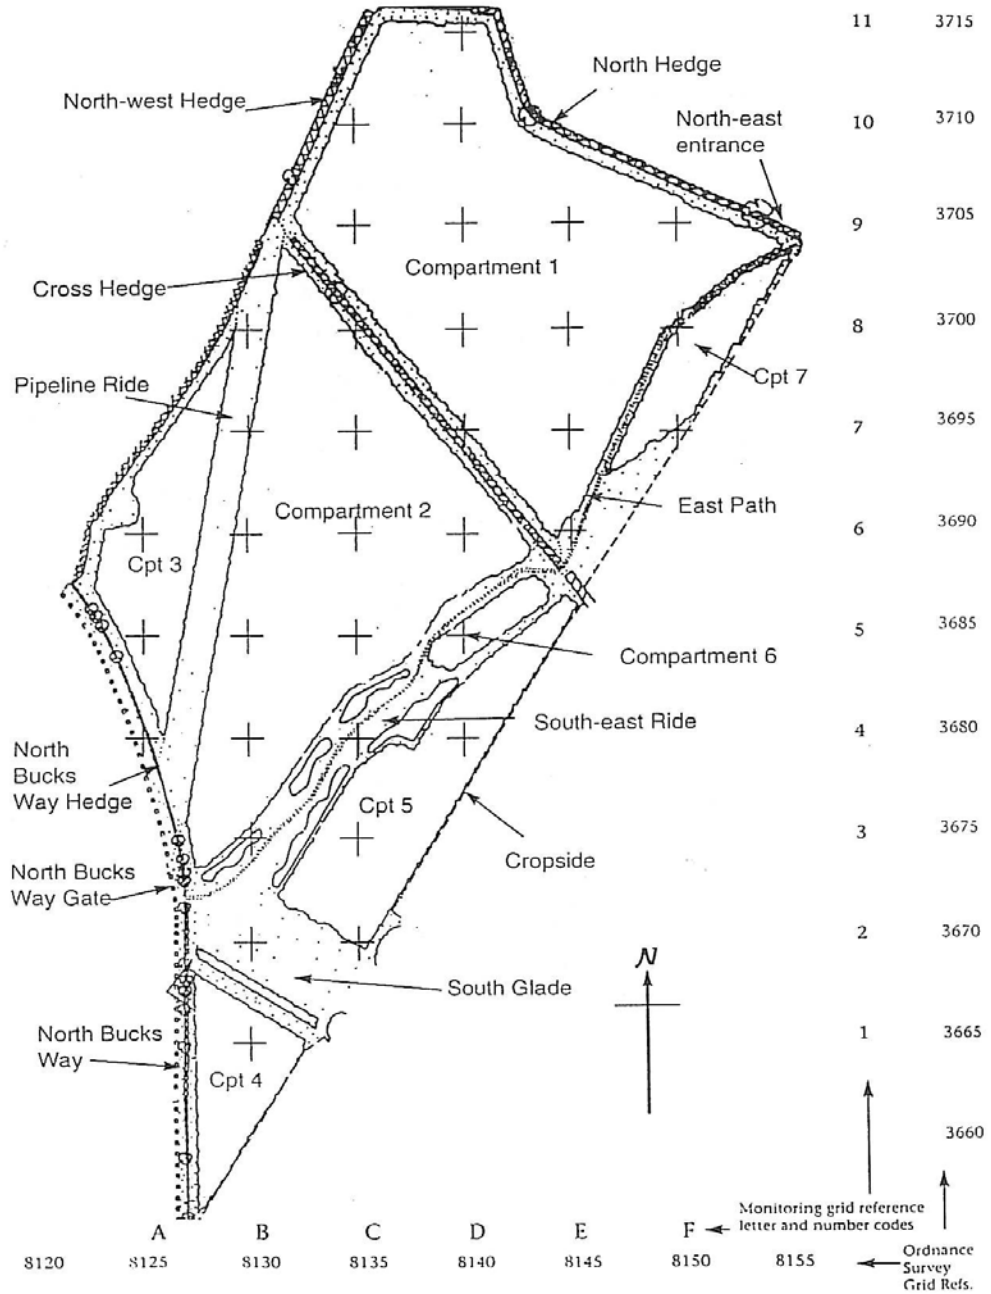 11 3715
North Hedge
North-west Hedge
10 3710
North-east
entrance
9 3705
Compartment 1
Cross Hedge
8 3700
Cpt 7
Pipeline Ride
7 3695
East Path
Compartment 2
6 3690
Cpt 3
5 3685
Compartment 6
South-east Ride
4 3680
North
Bucks
Way Hedge
Cpt 5
3 3675
Cropside
North Bucks
Way Gate
2 3670
N
South Glade
North Bucks
Way
1 3665
Cpt 4
3660
Monitoring grid reference
letter and number codes
A B C D E F
8120 8125 8130 8135 8140 8145 8150 8155
Ordnance
Survey
Grid Refs.